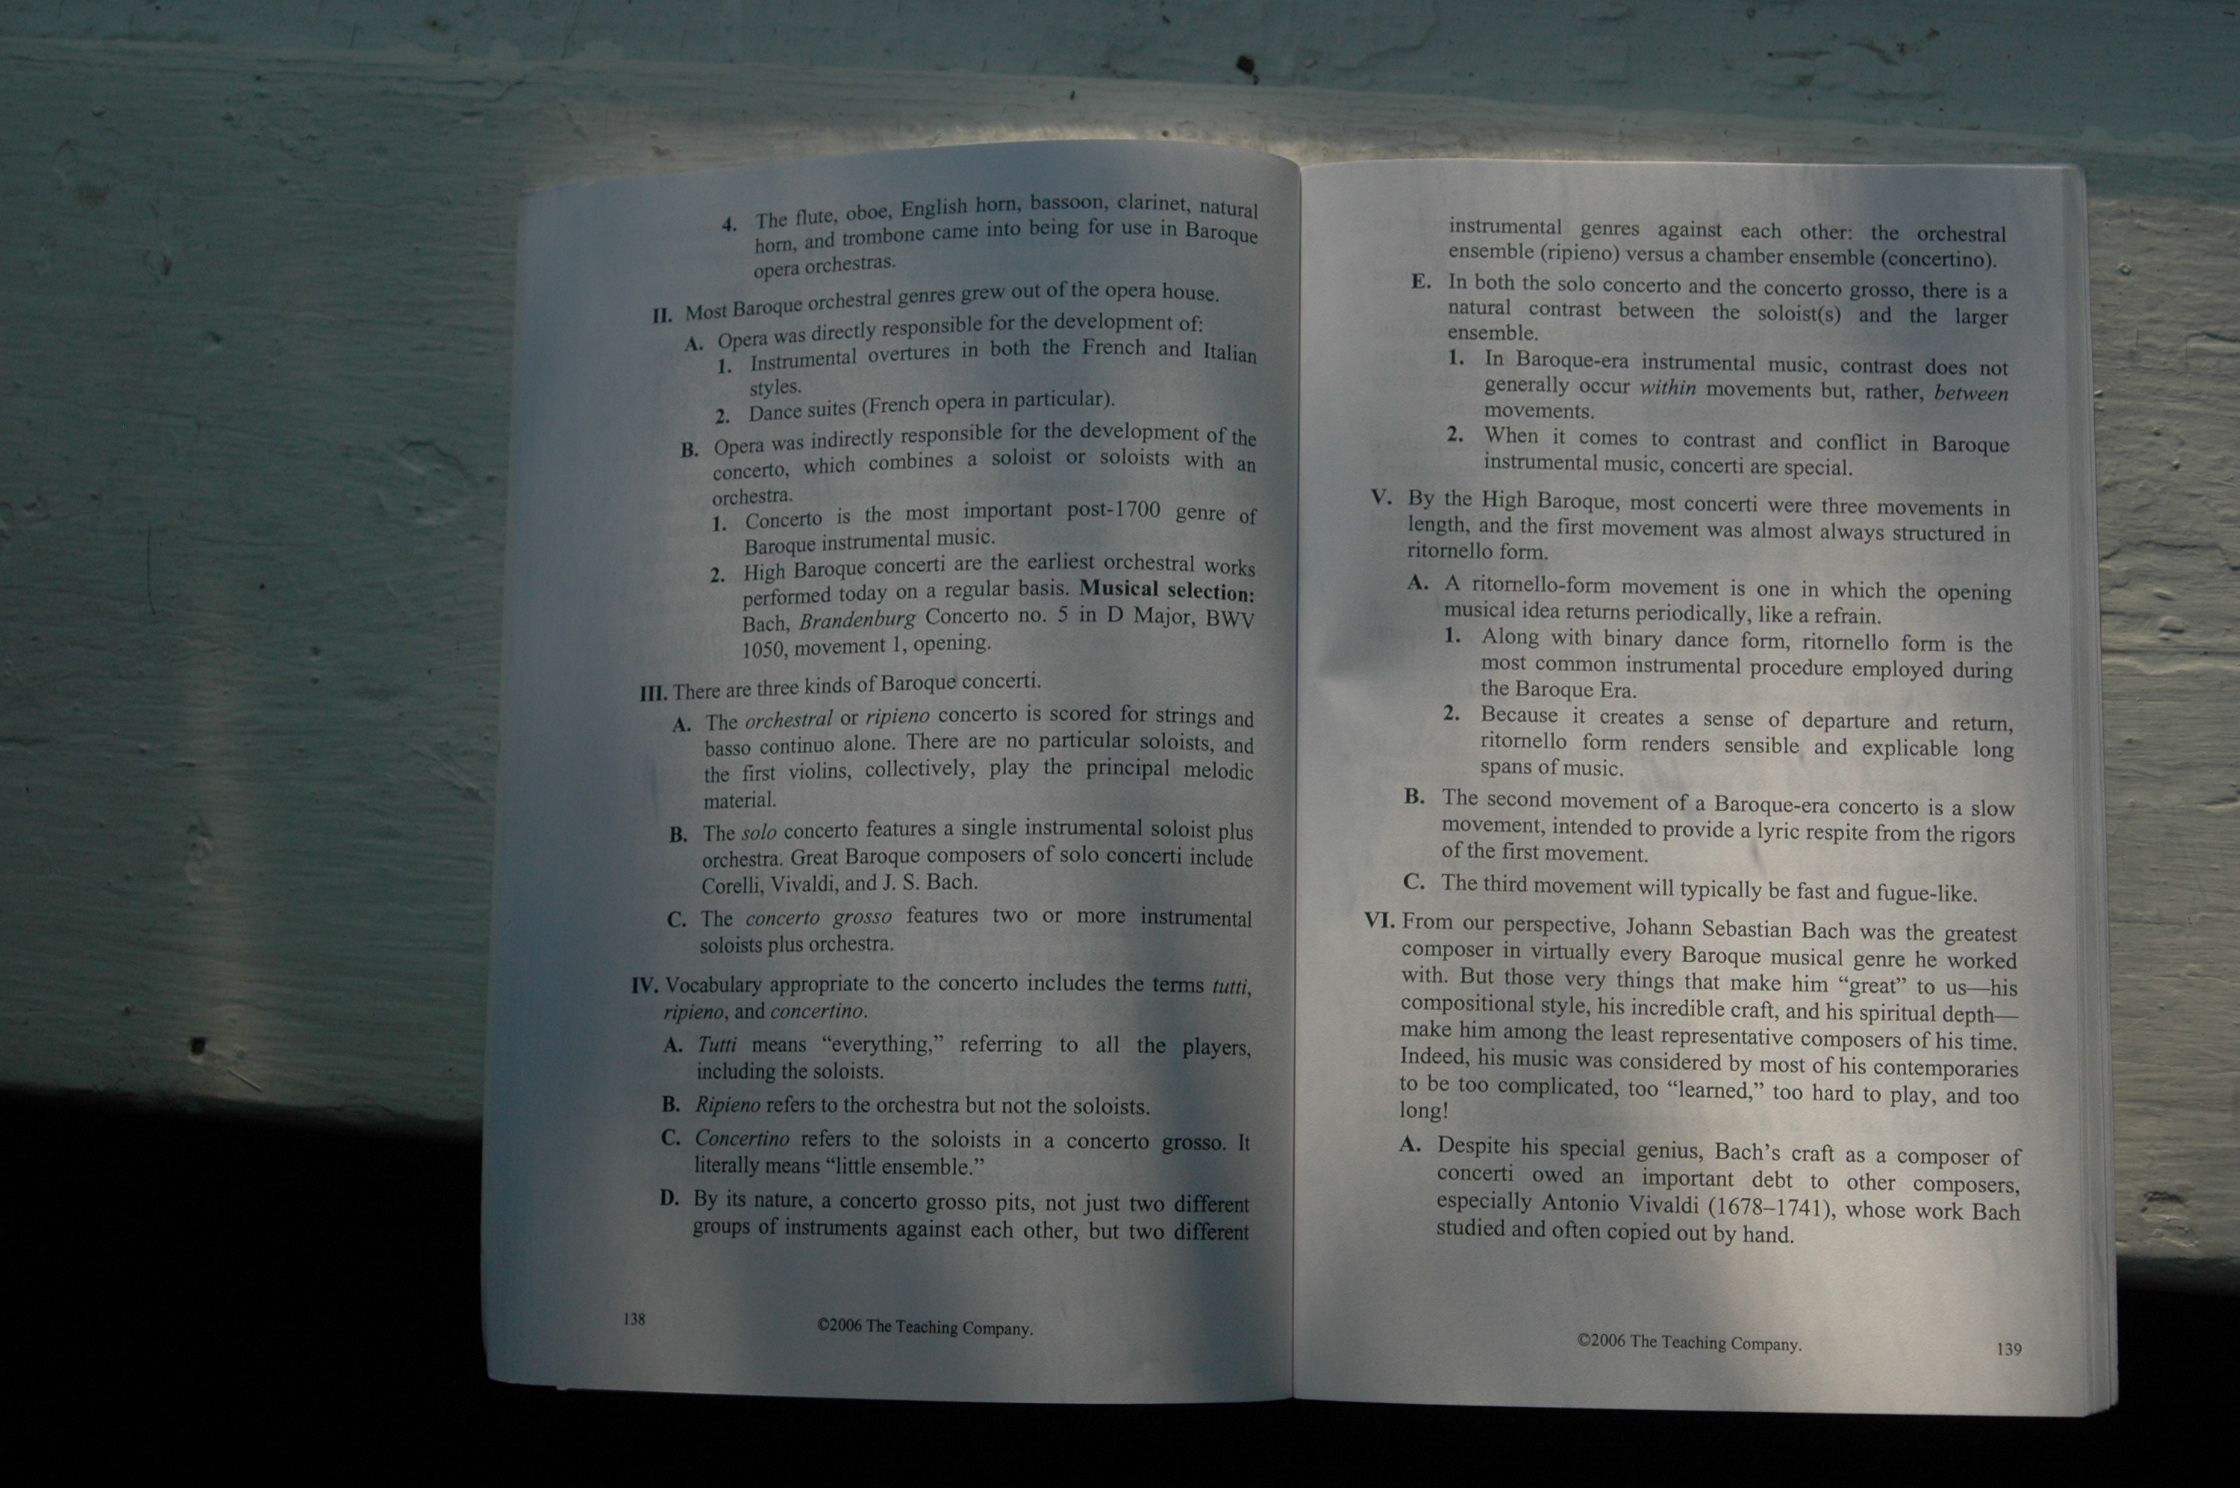 4. The flute, oboe, English horn, bassoon, clarinet, natural
horn, and trombone came into being for use in Baroque
opera orchestras.
II. Most Baroque orchestral genres grew out of the opera house.
A. Opera was directly responsible for the development of:
1. Instrumental overtures in both the French and Italian
styles.
2. Dance suites (French opera in particular).
B. Opera was indirectly responsible for the development of the
concerto, which combines a soloist or soloists with an
orchestra.
1. Concerto is the most important post-1700 genre of
Baroque instrumental music.
2. High Baroque concerti are the earliest orchestral works
performed today on a regular basis. Musical selection:
Bach, Brandenburg Concerto no. 5 in D Major, BWV
1050, movement 1, opening.
III. There are three kinds of Baroque concerti.
A. The orchestral or ripieno concerto is scored for strings and
basso continuo alone. There are no particular soloists, and
the first violins, collectively, play the principal melodic
material.
B. The solo concerto features a single instrumental soloist plus
orchestra. Great Baroque composers of solo concerti include
Corelli, Vivaldi, and J. S. Bach.
C. The concerto grosso features two or more instrumental
soloists plus orchestra.
IV. Vocabulary appropriate to the concerto includes the terms tutti,
ripieno, and concertino.
A. Tutti means “everything,” referring to all the players,
including the soloists.
B. Ripieno refers to the orchestra but not the soloists.
C. Concertino refers to the soloists in a concerto grosso. It
literally means “little ensemble.”
D. By its nature, a concerto grosso pits, not just two different
groups of instruments against each other, but two different
138
©2006 The Teaching Company.
instrumental genres against each other: the orchestral
ensemble (ripieno) versus a chamber ensemble (concertino).
E. In both the solo concerto and the concerto grosso, there is a
natural contrast between the soloist(s) and the larger
ensemble.
1. In Baroque-era instrumental music, contrast does not
generally occur within movements but, rather, between
movements.
2. When it comes to contrast and conflict in Baroque
instrumental music, concerti are special.
V. By the High Baroque, most concerti were three movements in
length, and the first movement was almost always structured in
ritornello form.
A. A ritornello-form movement is one in which the opening
musical idea returns periodically, like a refrain.
1. Along with binary dance form, ritornello form is the
most common instrumental procedure employed during
the Baroque Era.
2. Because it creates a sense of departure and return,
ritornello form renders sensible and explicable long
spans of music.
B. The second movement of a Baroque-era concerto is a slow
movement, intended to provide a lyric respite from the rigors
of the first movement.
C. The third movement will typically be fast and fugue-like.
VI. From our perspective, Johann Sebastian Bach was the greatest
composer in virtually every Baroque musical genre he worked
with. But those very things that make him “great” to us—his
compositional style, his incredible craft, and his spiritual depth—
make him among the least representative composers of his time.
Indeed, his music was considered by most of his contemporaries
to be too complicated, too “learned,” too hard to play, and too
long!
A. Despite his special genius, Bach’s craft as a composer of
concerti owed an important debt to other composers,
especially Antonio Vivaldi (1678–1741), whose work Bach
studied and often copied out by hand.
©2006 The Teaching Company.
139